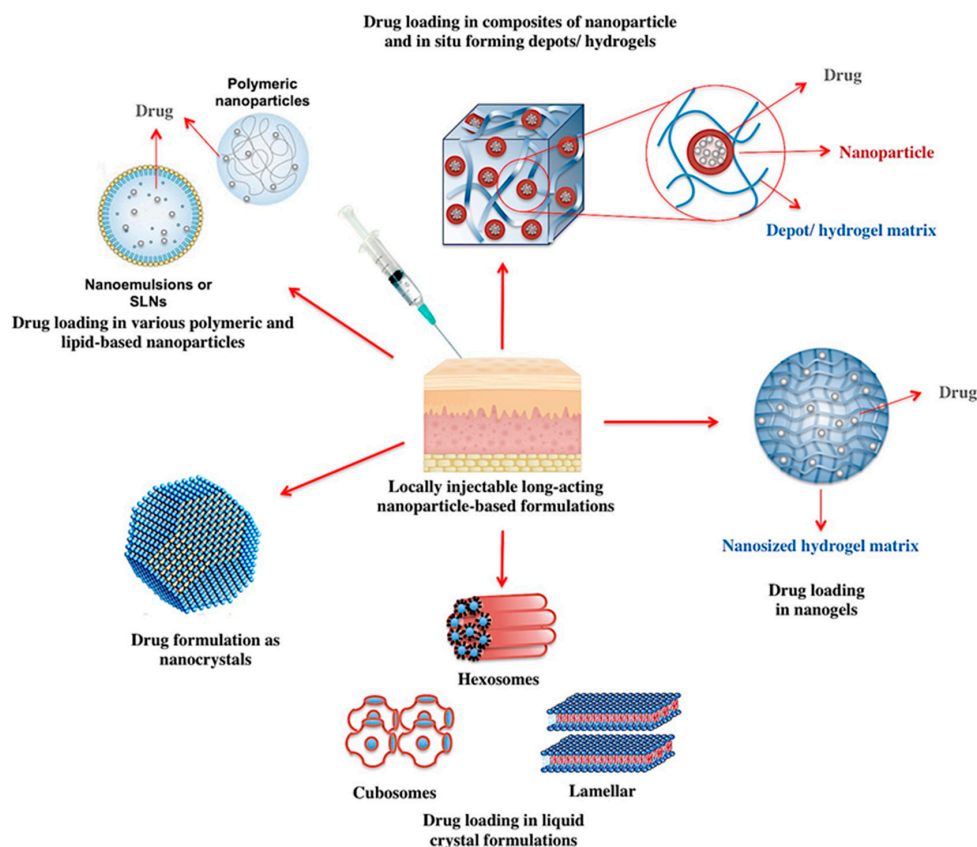 Drug loading in composites of nanoparticle
and in situ forming depots/ hydrogels
Polymeric
nanoparticles
Drug
Nanoemulsions or
SLNs
Drug loading in various polymeric and
lipid-based nanoparticles
Drug
Nanoparticle
Depot/ hydrogel matrix
Locally injectable long-acting
nanoparticle-based formulations
Drug
Nanosized hydrogel matrix
Drug loading
in nanogels
Drug formulation as
nanocrystals
Hexosomes
Cubosomes
Lamellar
Drug loading in liquid
crystal formulations